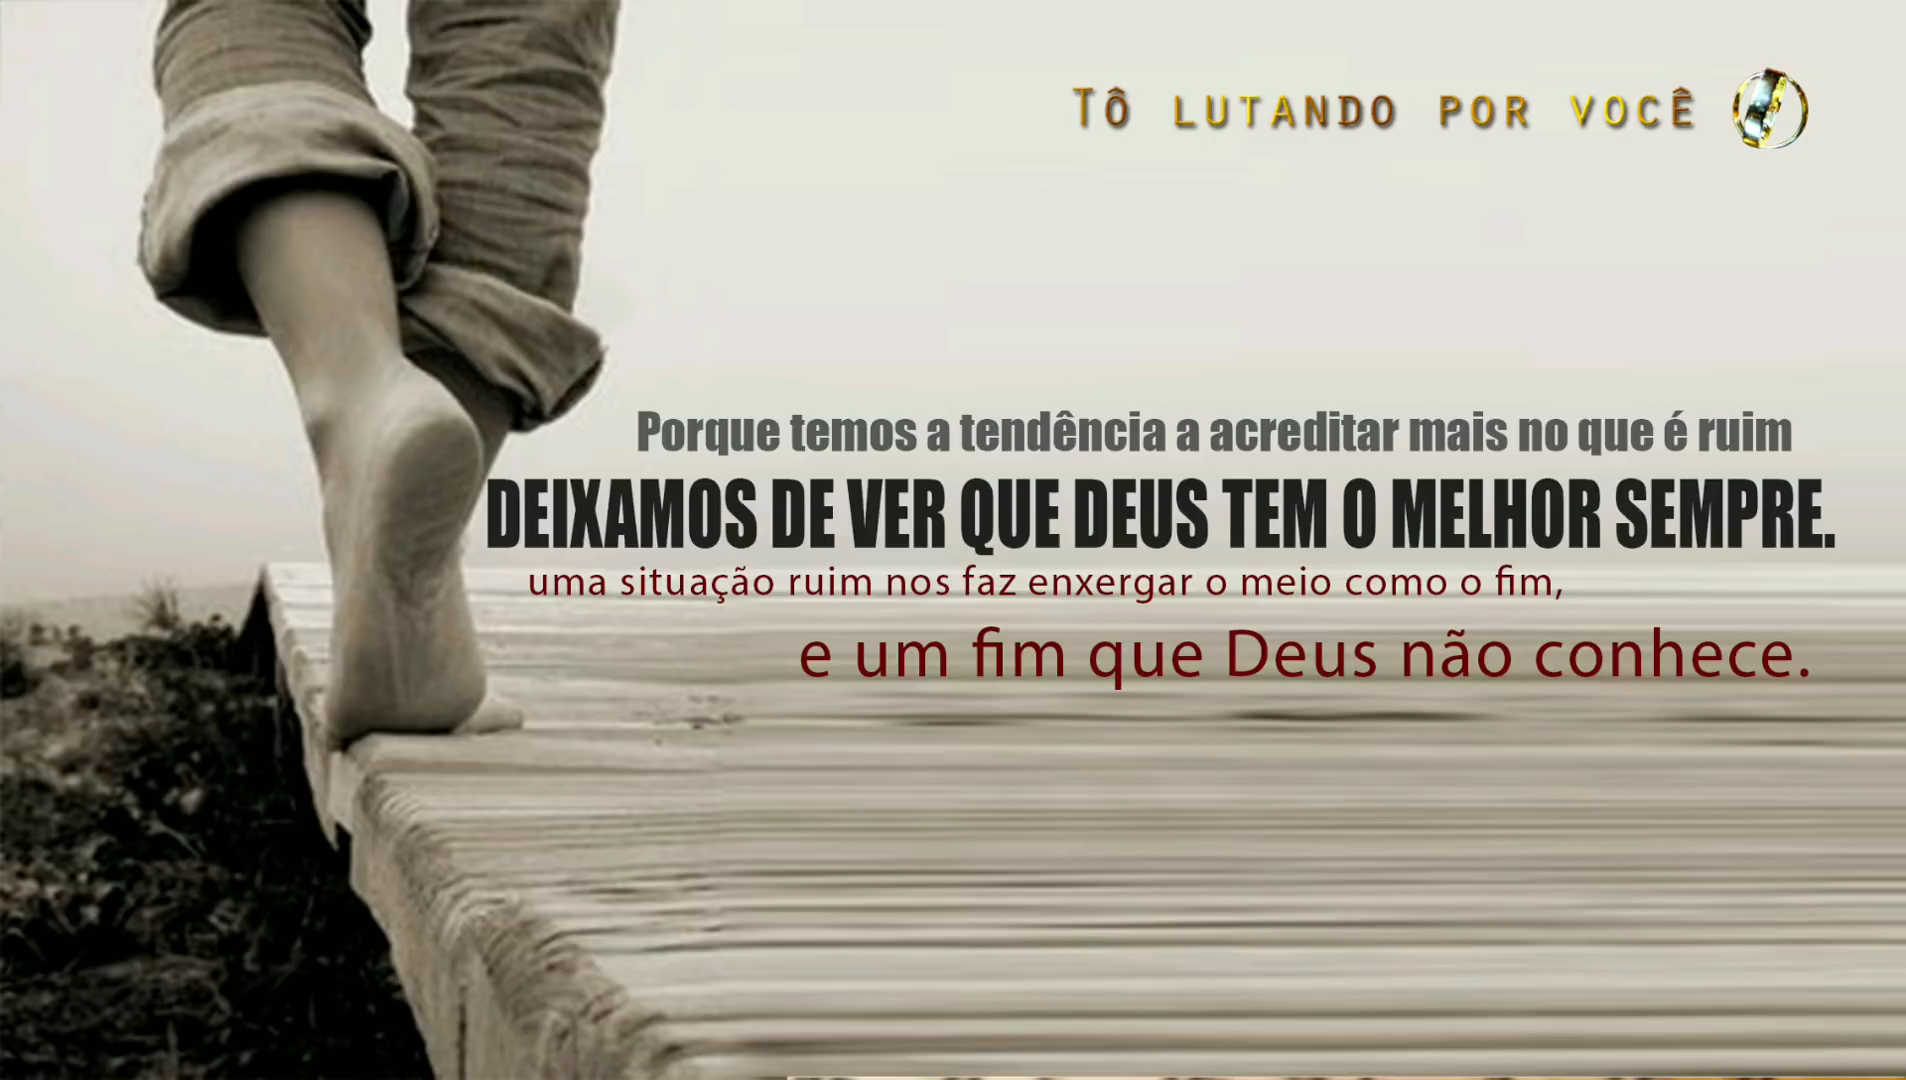 Tô lutando por você
Porque temos a tendência a acreditar mais no que é ruim
DEIXAMOS DE VER QUE DEUS TEM O MELHOR SEMPRE.
uma situação ruim nos faz enxergar o meio como o fim,
e um fim que Deus não conhece.